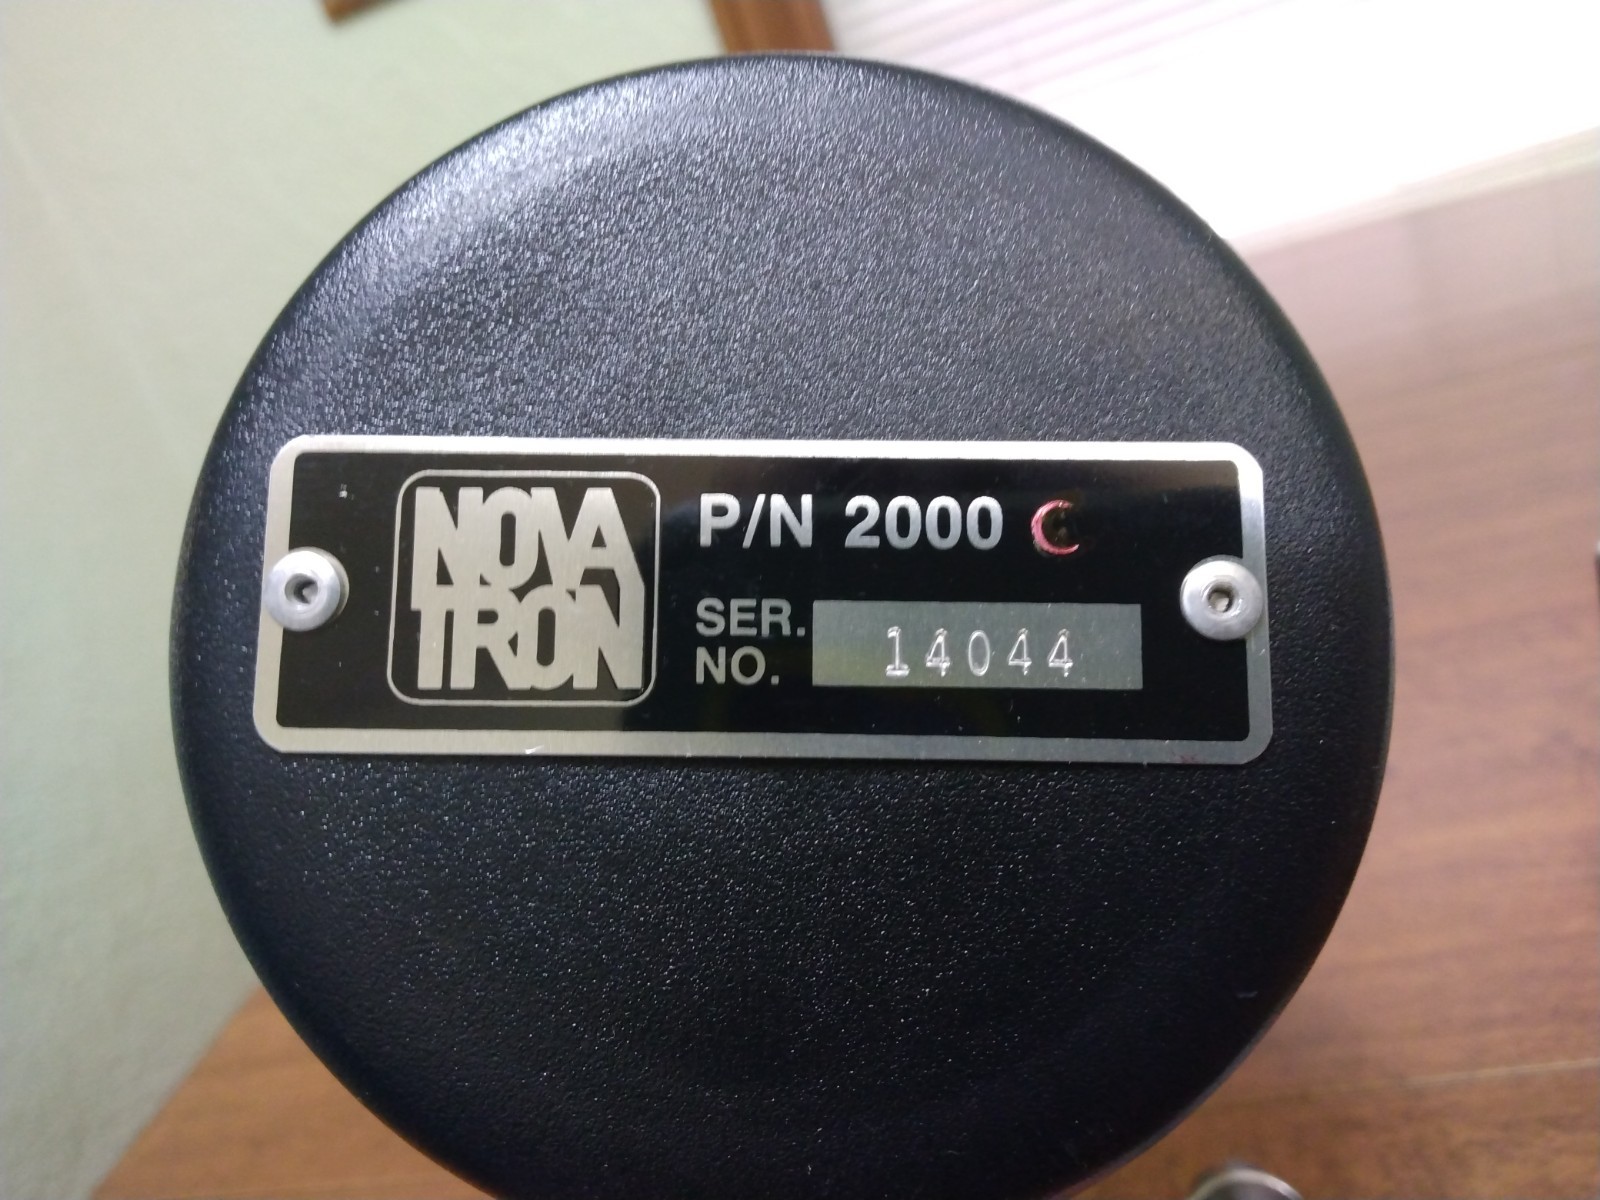 NOVA
TRON
P/N 2000 C
SER.
NO. 14044